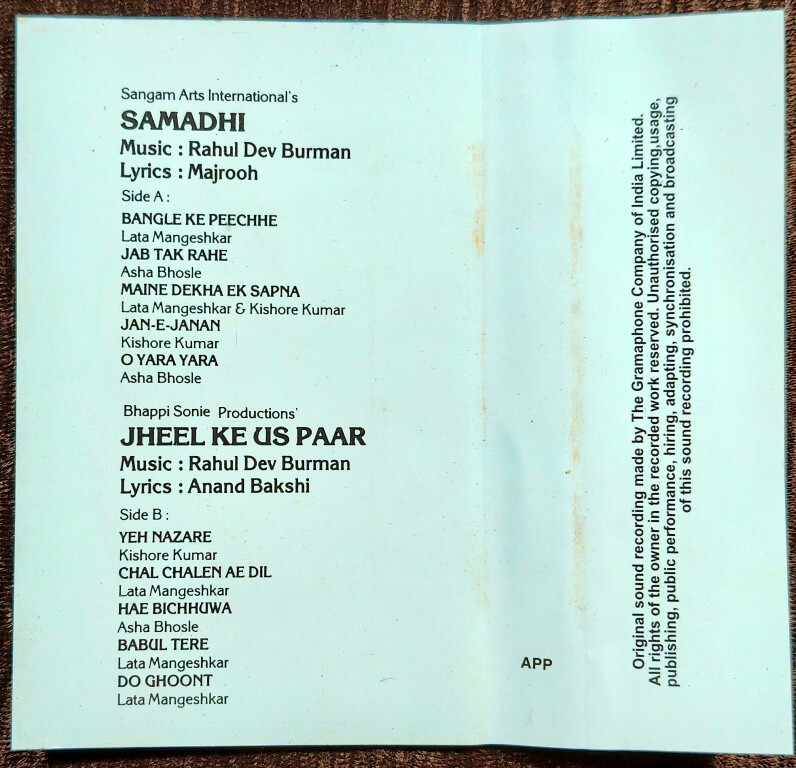 Sangam Arts International's
SAMADHI
Music : Rahul Dev Burman
Lyrics : Majrooh
Side A :
BANGLE KE PEECHHE
Lata Mangeshkar
JAB TAK RAHE
Asha Bhosle
MAINE DEKHA EK SAPNA
Lata Mangeshkar & Kishore Kumar
JAN-E-JANAN
Kishore Kumar
O YARA YARA
Asha Bhosle
Bhappi Sonie Productions'
JHEEL KE US PAAR
Music : Rahul Dev Burman
Lyrics : Anand Bakshi
Side B :
YEH NAZARE
Kishore Kumar
CHAL CHALEN AE DIL
Lata Mangeshkar
HAE BICHHUWA
Asha Bhosle
BABUL TERE
Lata Mangeshkar
DO GHOONT
Lata Mangeshkar
APP
Original sound recording made by The Gramaphone Company of India Limited.
All rights of the owner in the recorded work reserved. Unauthorised copying,usage,
publishing, public performance, hiring, adapting, synchronisation and broadcasting
of this sound recording prohibited.